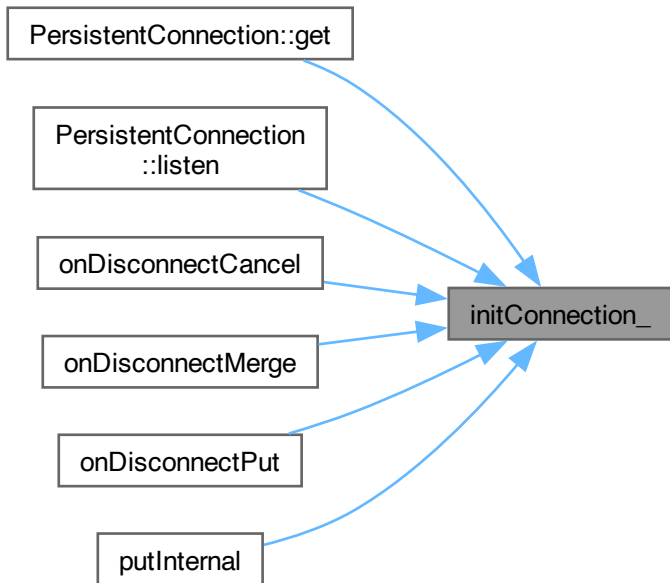 PersistentConnection::get
PersistentConnection
::listen
onDisconnectCancel
initConnection_
onDisconnectMerge
onDisconnectPut
putInternal